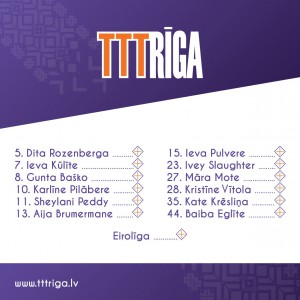 TTTRĪGA
5. Dita Rozenberga ..........
7. Ieva Kūlīte ..........
8. Gunta Baško ..........
10. Karlīne Pilābere ......
11. Sheylani Peddy ......
13. Aija Brumermane ......
15. Ieva Pulvere ..........
23. Ivey Slaughter ........
27. Māra Mote ..........
28. Kristīne Vītola ........
35. Kate Krēsliņa ........
44. Baiba Eglīte ..........
Eirolīga ..........
www.tttriga.lv